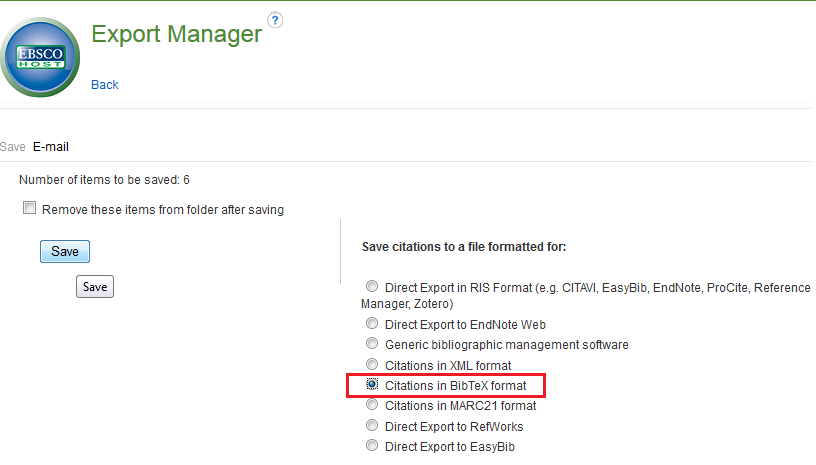 Export Manager
?
EBSCO
HOST
Back
Save E-mail
Number of items to be saved: 6
Remove these items from folder after saving
Save
Save
Save citations to a file formatted for:
Direct Export in RIS Format (e.g. CITAVI, EasyBib, EndNote, ProCite, Reference
Manager, Zotero)
Direct Export to EndNote Web
Generic bibliographic management software
Citations in XML format
Citations in BibTeX format
Citations in MARC21 format
Direct Export to RefWorks
Direct Export to EasyBib